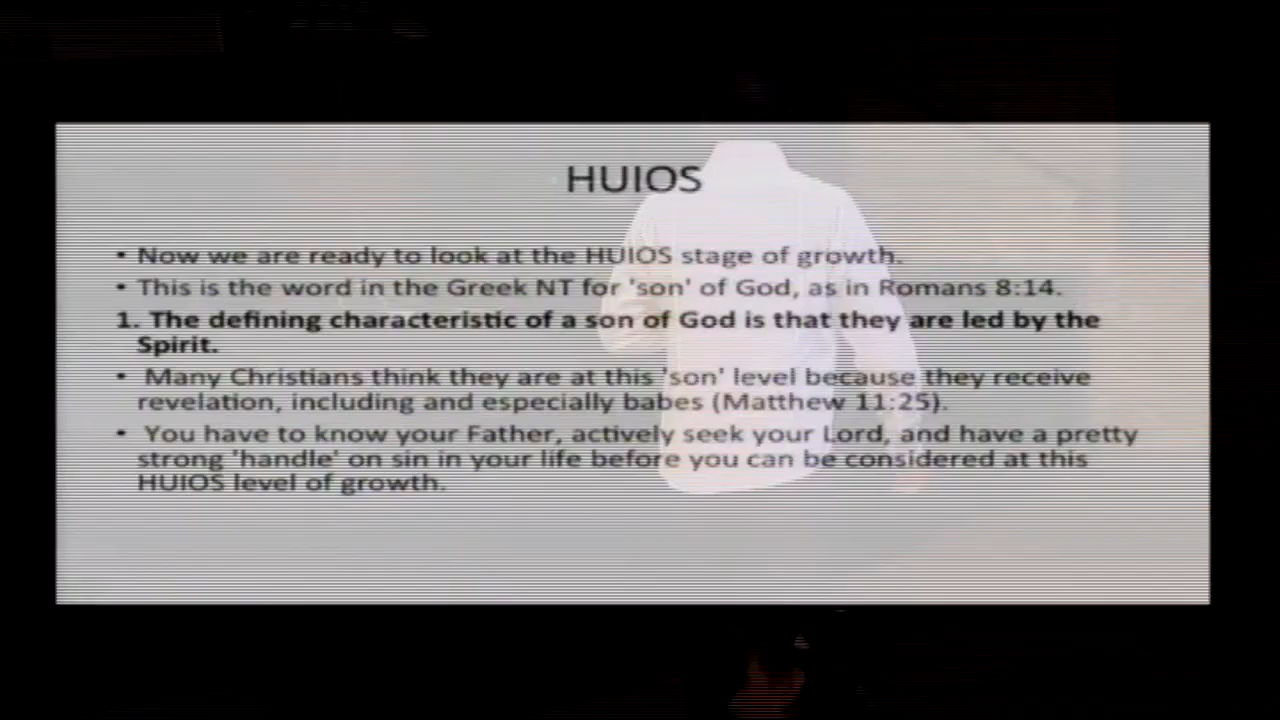 HUIOS
• Now we are ready to look at the HUIOS stage of growth.
• This is the word in the Greek NT for 'son' of God, as in Romans 8:14.
1. The defining characteristic of a son of God is that they are led by the
Spirit.
• Many Christians think they are at this 'son' level because they receive
revelation, including and especially babes (Matthew 11:25).
• You have to know your Father, actively seek your Lord, and have a pretty
strong 'handle' on sin in your life before you can be considered at this
HUIOS level of growth.